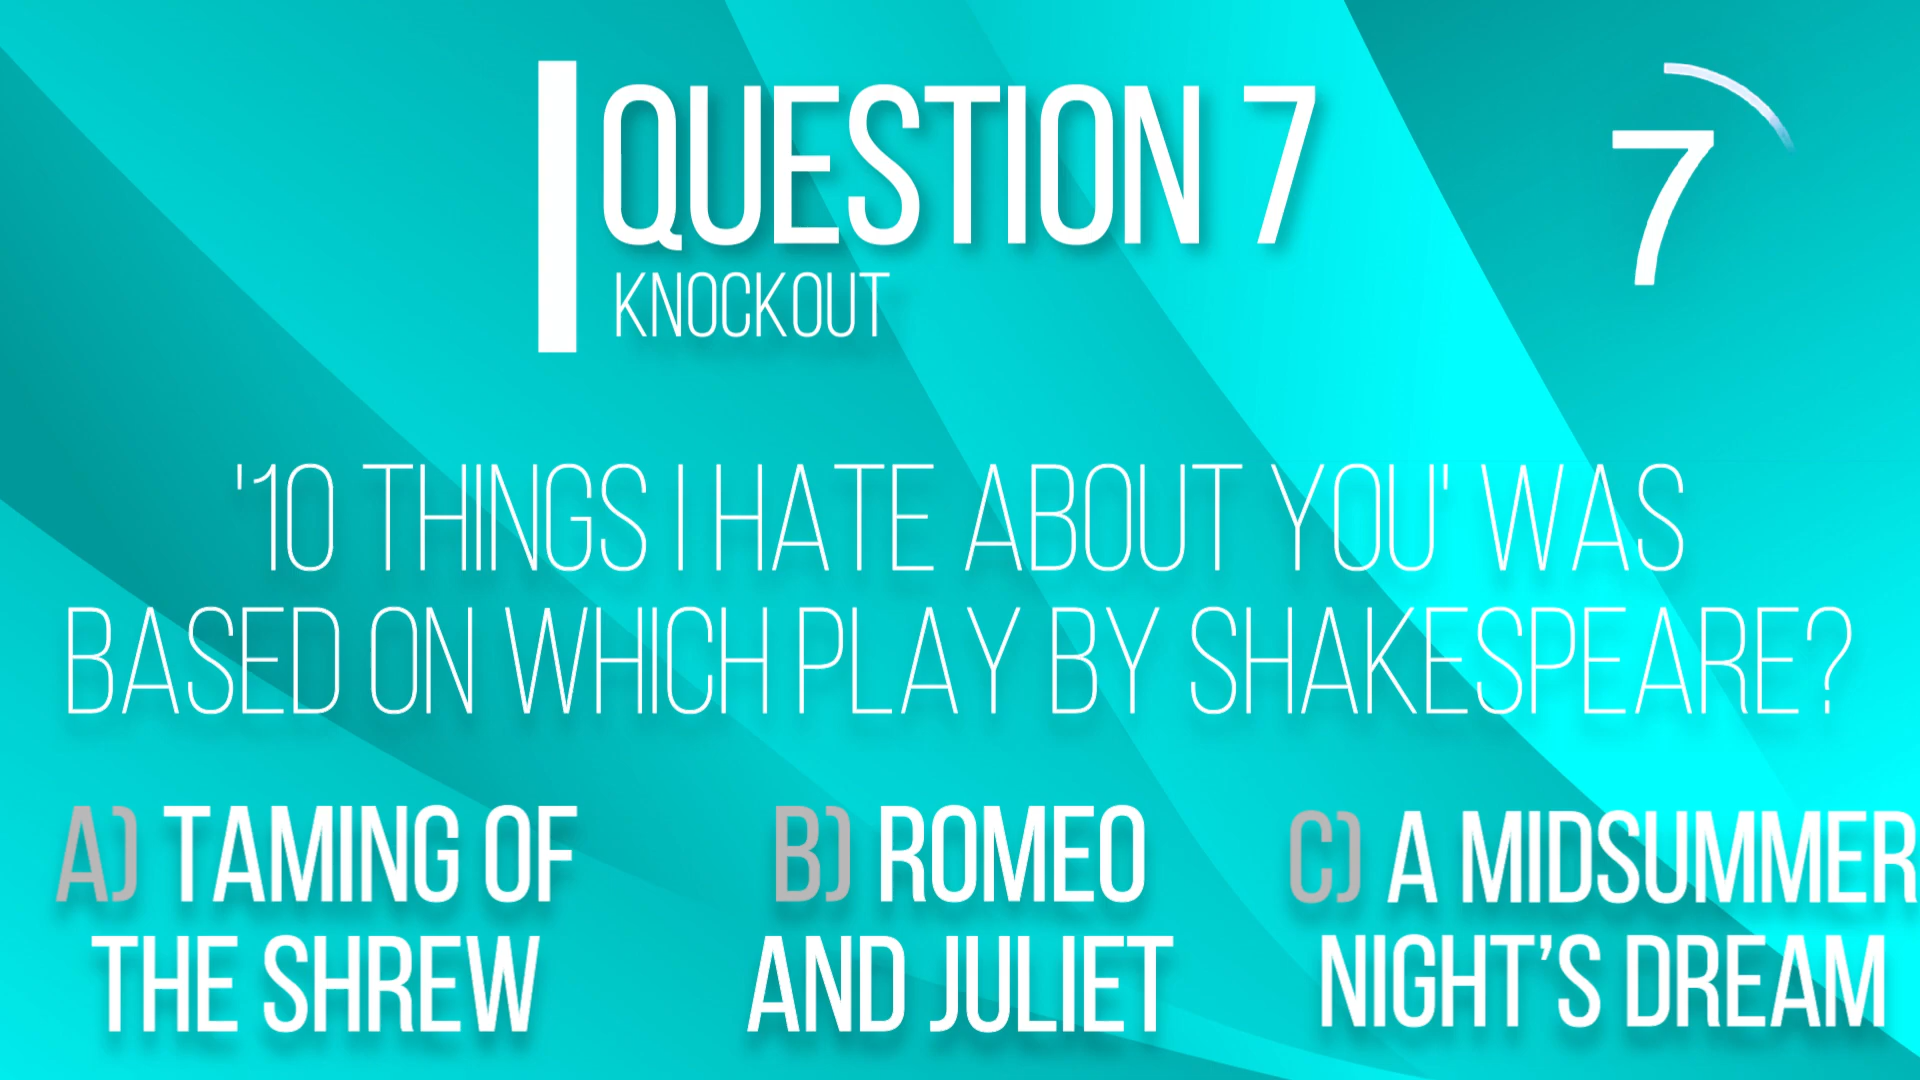 QUESTION 7
KNOCKOUT
7
'10 THINGS I HATE ABOUT YOU' WAS
BASED ON WHICH PLAY BY SHAKESPEARE?
A) TAMING OF
THE SHREW
B) ROMEO
AND JULIET
C) A MIDSUMMER
NIGHT’S DREAM